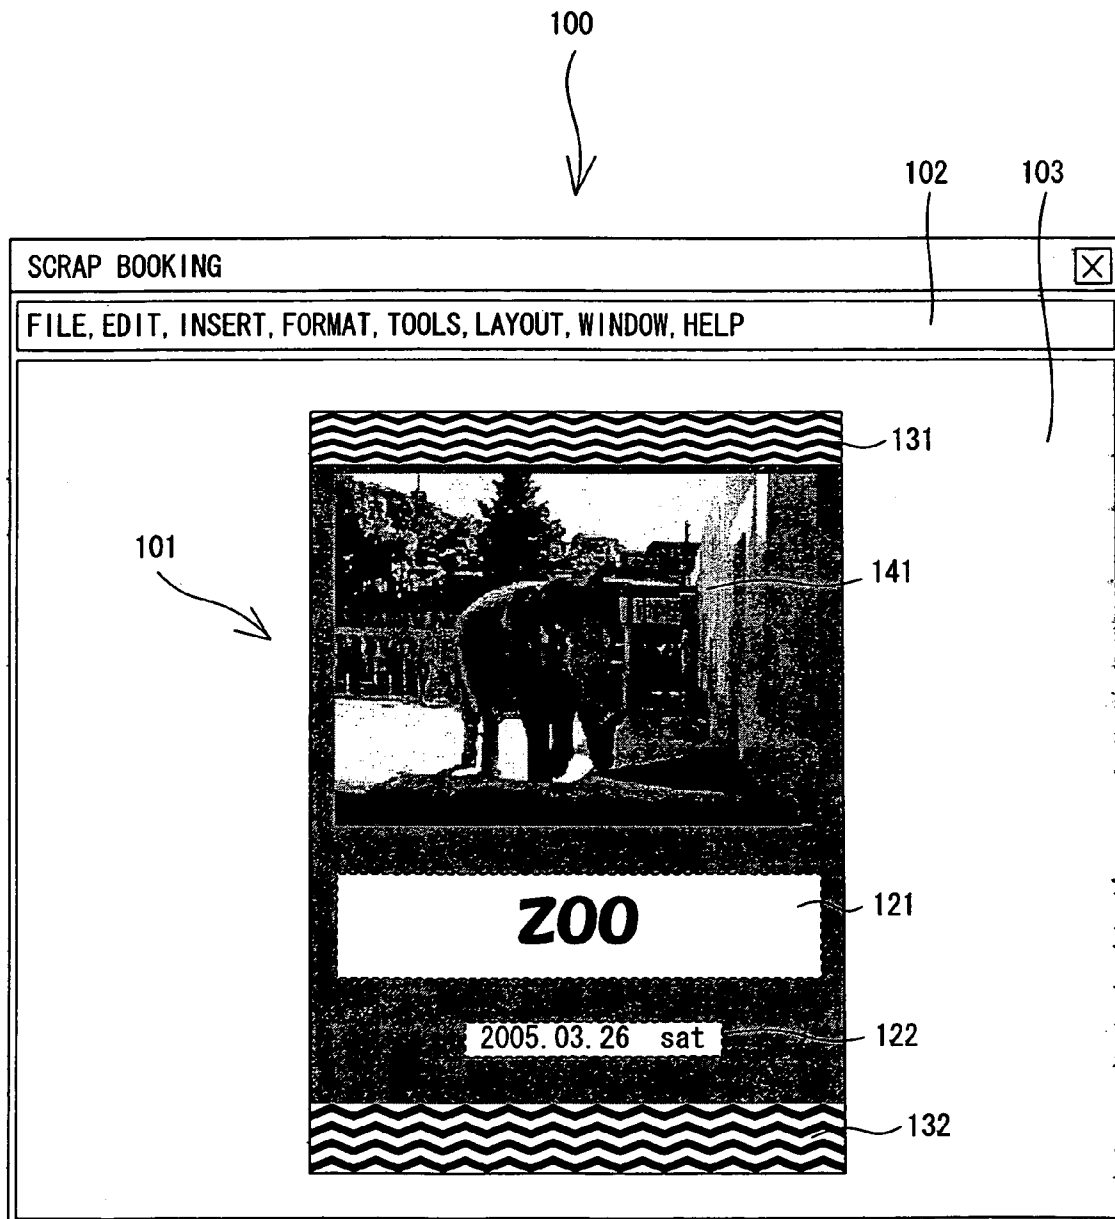 100
102 103
SCRAP BOOKING
FILE, EDIT, INSERT, FORMAT, TOOLS, LAYOUT, WINDOW, HELP
131
101
141
ZOO
121
2005.03.26 sat
122
132